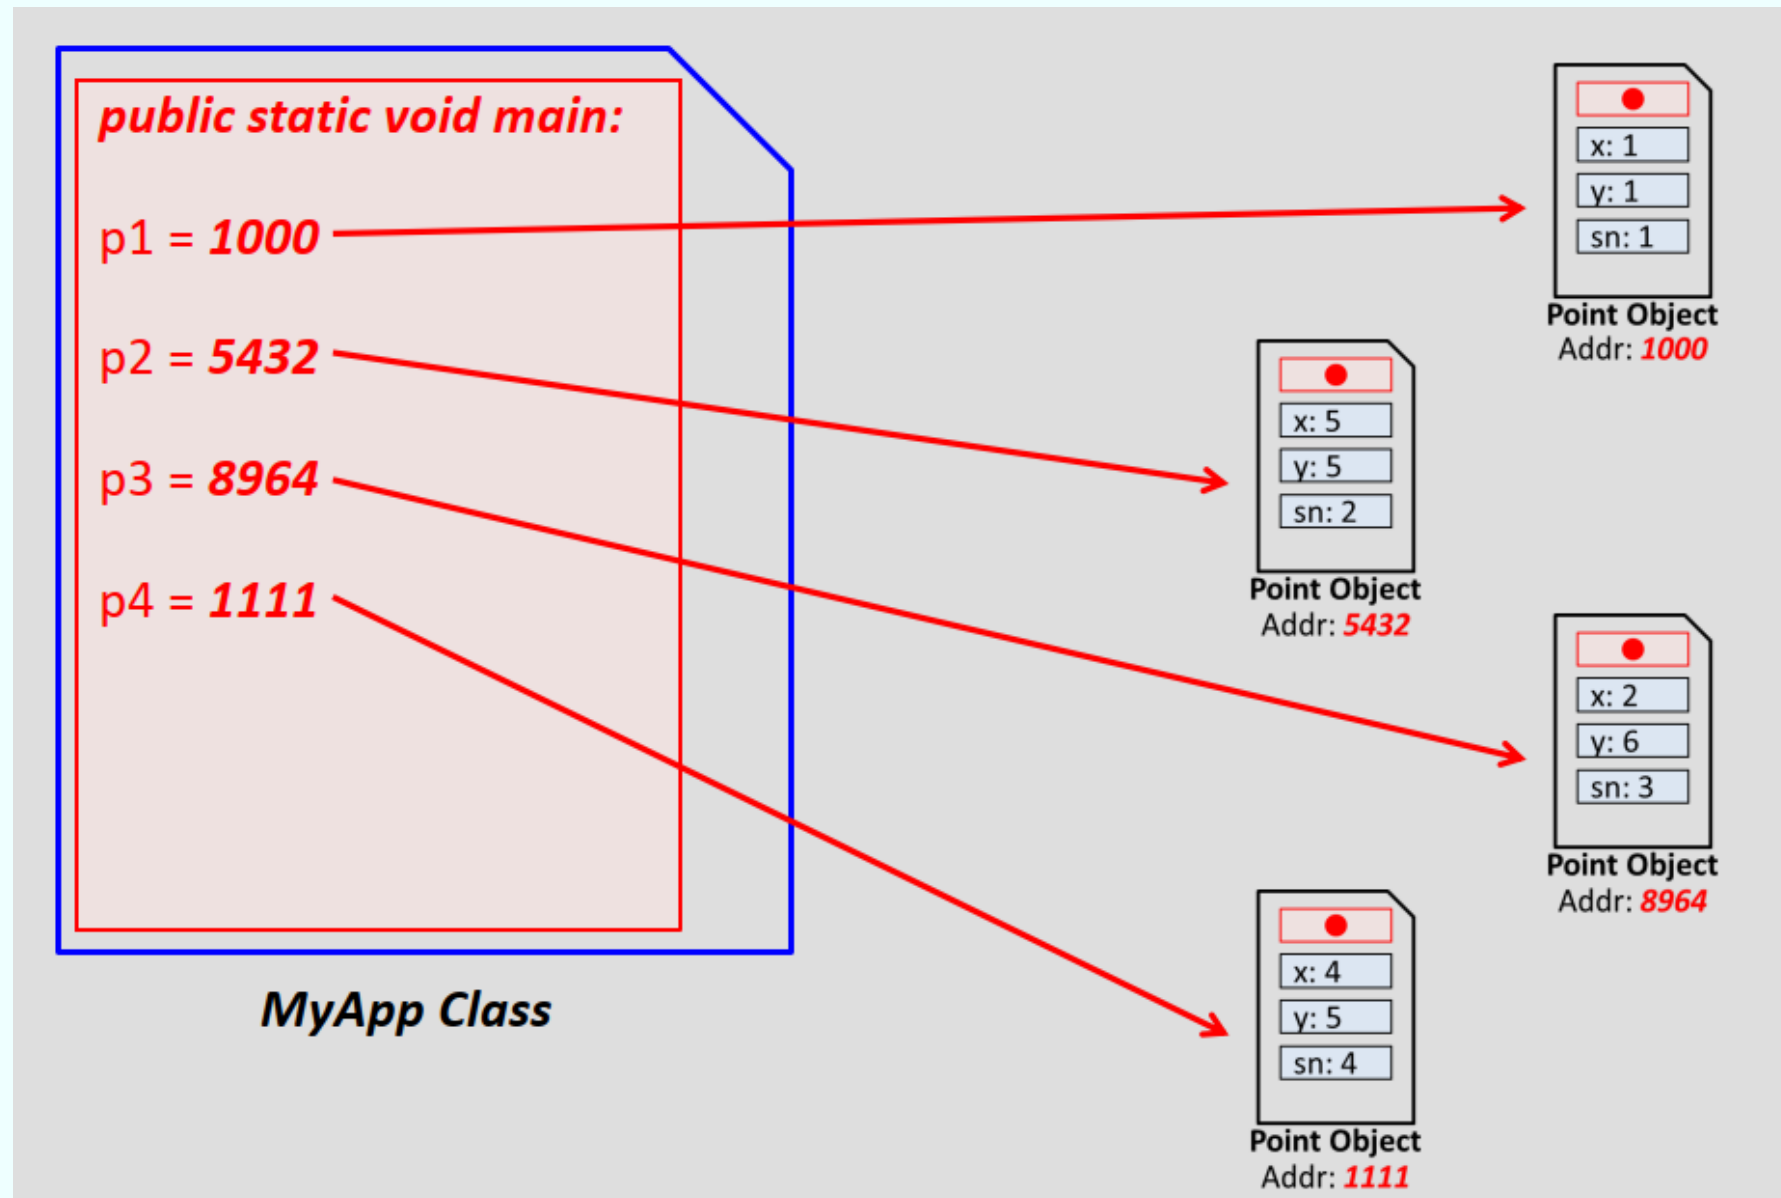 public static void main:
p1 = 1000
p2 = 5432
p3 = 8964
p4 = 1111
MyApp Class
x: 1
y: 1
sn: 1
Point Object
Addr: 1000
x: 5
y: 5
sn: 2
Point Object
Addr: 5432
x: 2
y: 6
sn: 3
Point Object
Addr: 8964
x: 4
y: 5
sn: 4
Point Object
Addr: 1111